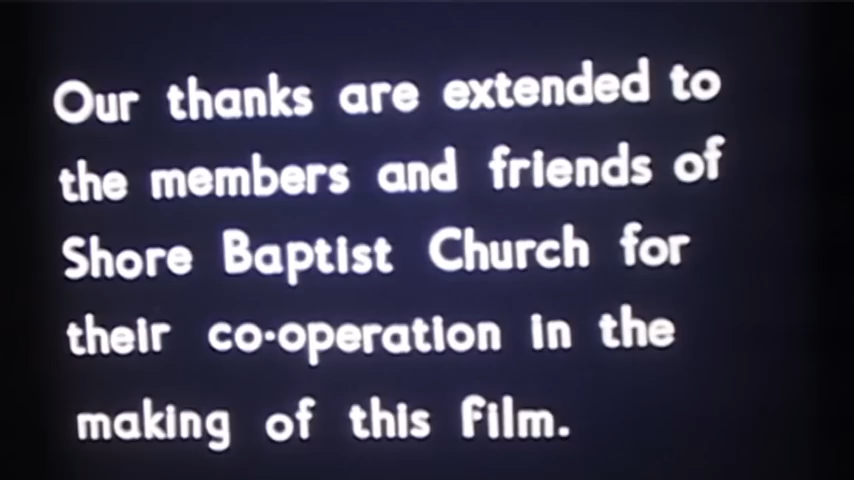 Our thanks are extended to
the members and friends of
Shore Baptist Church for
their co-operation in the
making of this film.